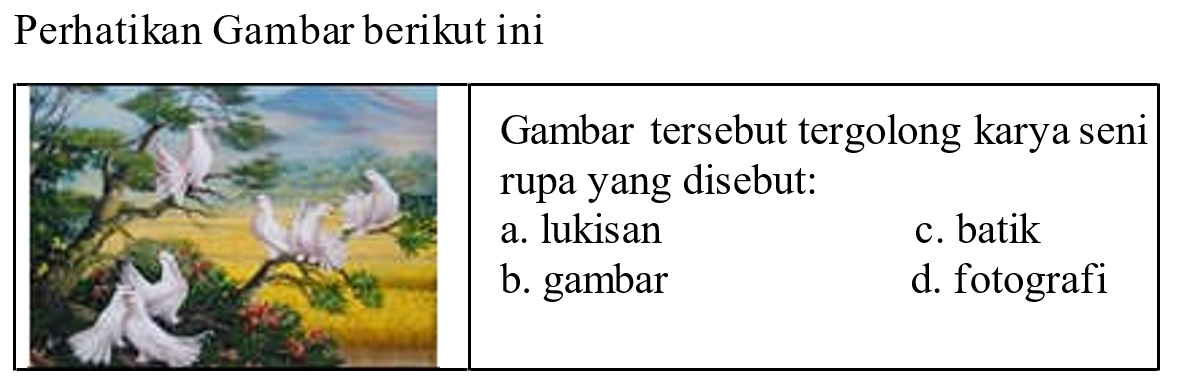 Perhatikan Gambar berikut ini
Gambar tersebut tergolong karya seni
rupa yang disebut:
a. lukisan c. batik
b. gambar d. fotografi